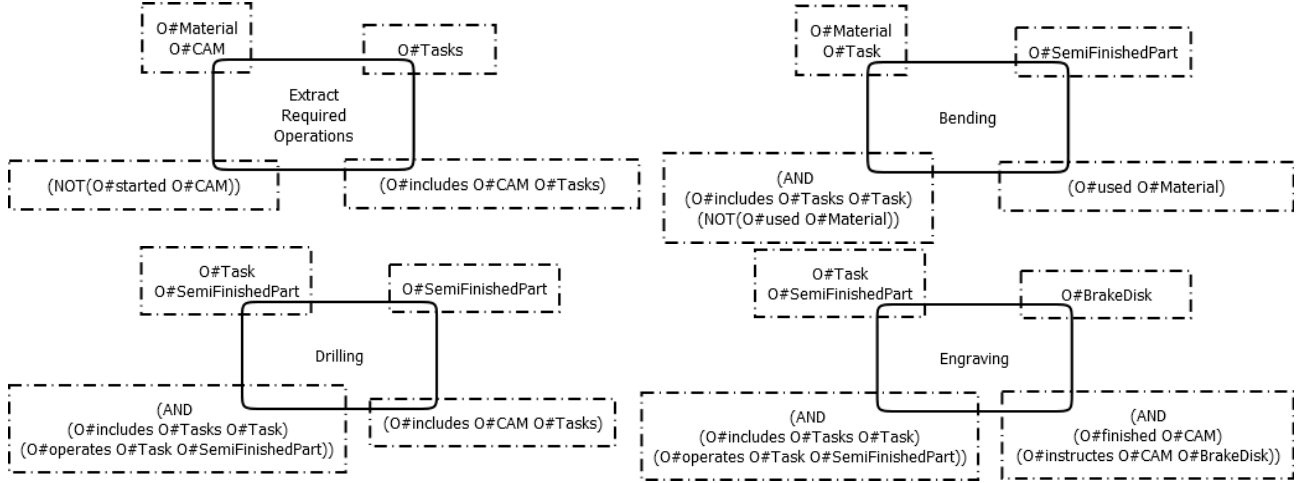 O#Material
O#CAM
O#Tasks
Extract
Required
Operations
(NOT(O#started O#CAM))
(O#includes O#CAM O#Tasks)
O#Material
O#Task
O#SemiFinishedPart
Bending
(AND
(O#includes O#Tasks O#Task)
(NOT(O#used O#Material))
(O#used O#Material)
O#Task
O#SemiFinishedPart
O#SemiFinishedPart
Drilling
(AND
(O#includes O#Tasks O#Task)
(O#operates O#Task O#SemiFinishedPart))
(O#includes O#CAM O#Tasks)
O#Task
O#SemiFinishedPart
O#BrakeDisk
Engraving
(AND
(O#includes O#Tasks O#Task)
(O#operates O#Task O#SemiFinishedPart))
(AND
(O#finished O#CAM)
(O#instructes O#CAM O#BrakeDisk))